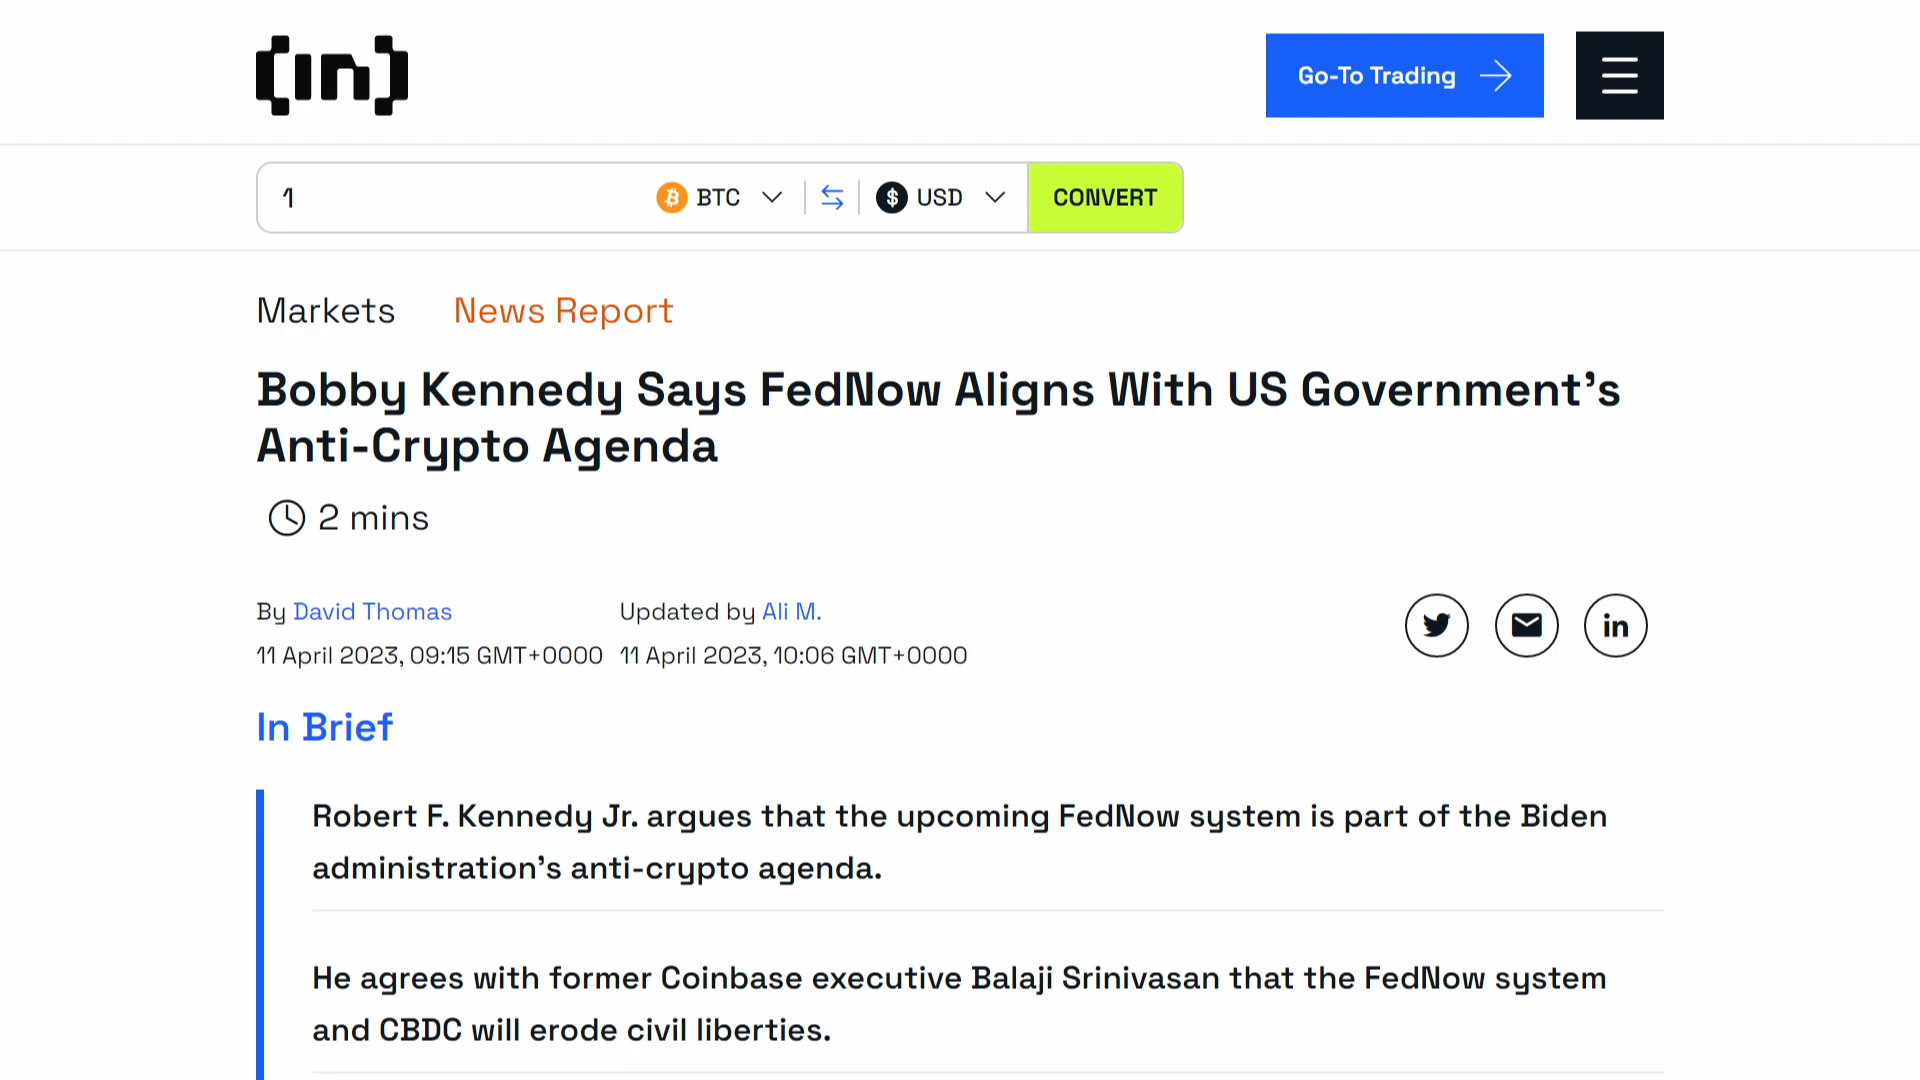 [in]
Go-To Trading
1
BTC
USD
CONVERT
Markets
News Report
Bobby Kennedy Says FedNow Aligns With US Government’s
Anti-Crypto Agenda
2 mins
By David Thomas
Updated by Ali M.
11 April 2023, 09:15 GMT+0000
11 April 2023, 10:06 GMT+0000
in
In Brief
Robert F. Kennedy Jr. argues that the upcoming FedNow system is part of the Biden
administration’s anti-crypto agenda.
He agrees with former Coinbase executive Balaji Srinivasan that the FedNow system
and CBDC will erode civil liberties.